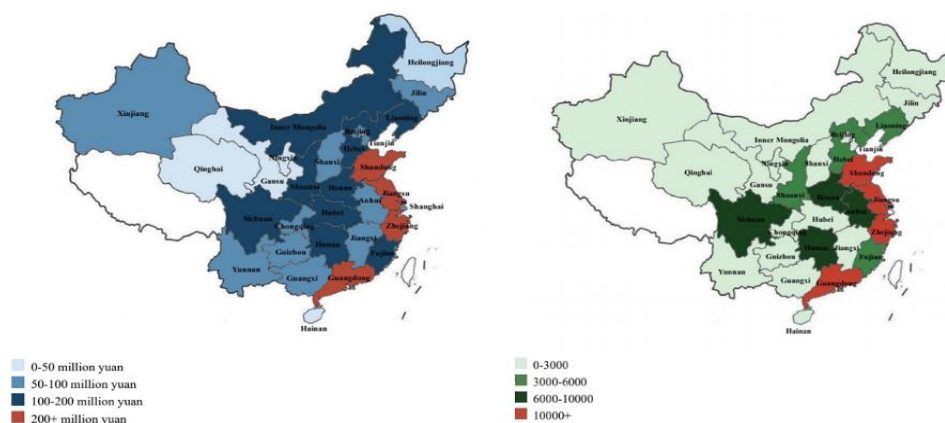 Heilongjiang
Jilin
Xinjiang
Liaoning
Inner Mongolia
Beijing
Hebei
Tianjin
Ningxia
Shanxi
Shandong
Qinghai
Gansu
Shaanxi
Henan
Jiangsu
Anhui
Shanghai
Sichuan
Hubei
Chongqing
Zhejiang
Hunan
Jiangxi
Guizhou
Fujian
Yunnan
Guangxi
Guangdong
Hainan
0-50 million yuan
50-100 million yuan
100-200 million yuan
200+ million yuan
Heilongjiang
Jilin
Xinjiang
Liaoning
Inner Mongolia
Beijing
Tianjin
Hebei
Ningxia
Shanxi
Shandong
Qinghai
Gansu
Shaanxi
Henan
Jiangsu
Anhui
Sichuan
Hubei
Chongqing
Zhejiang
Hunan
Jiangxi
Guizhou
Fujian
Yunnan
Guangxi
Guangdong
Hainan
0-3000
3000-6000
6000-10000
10000+